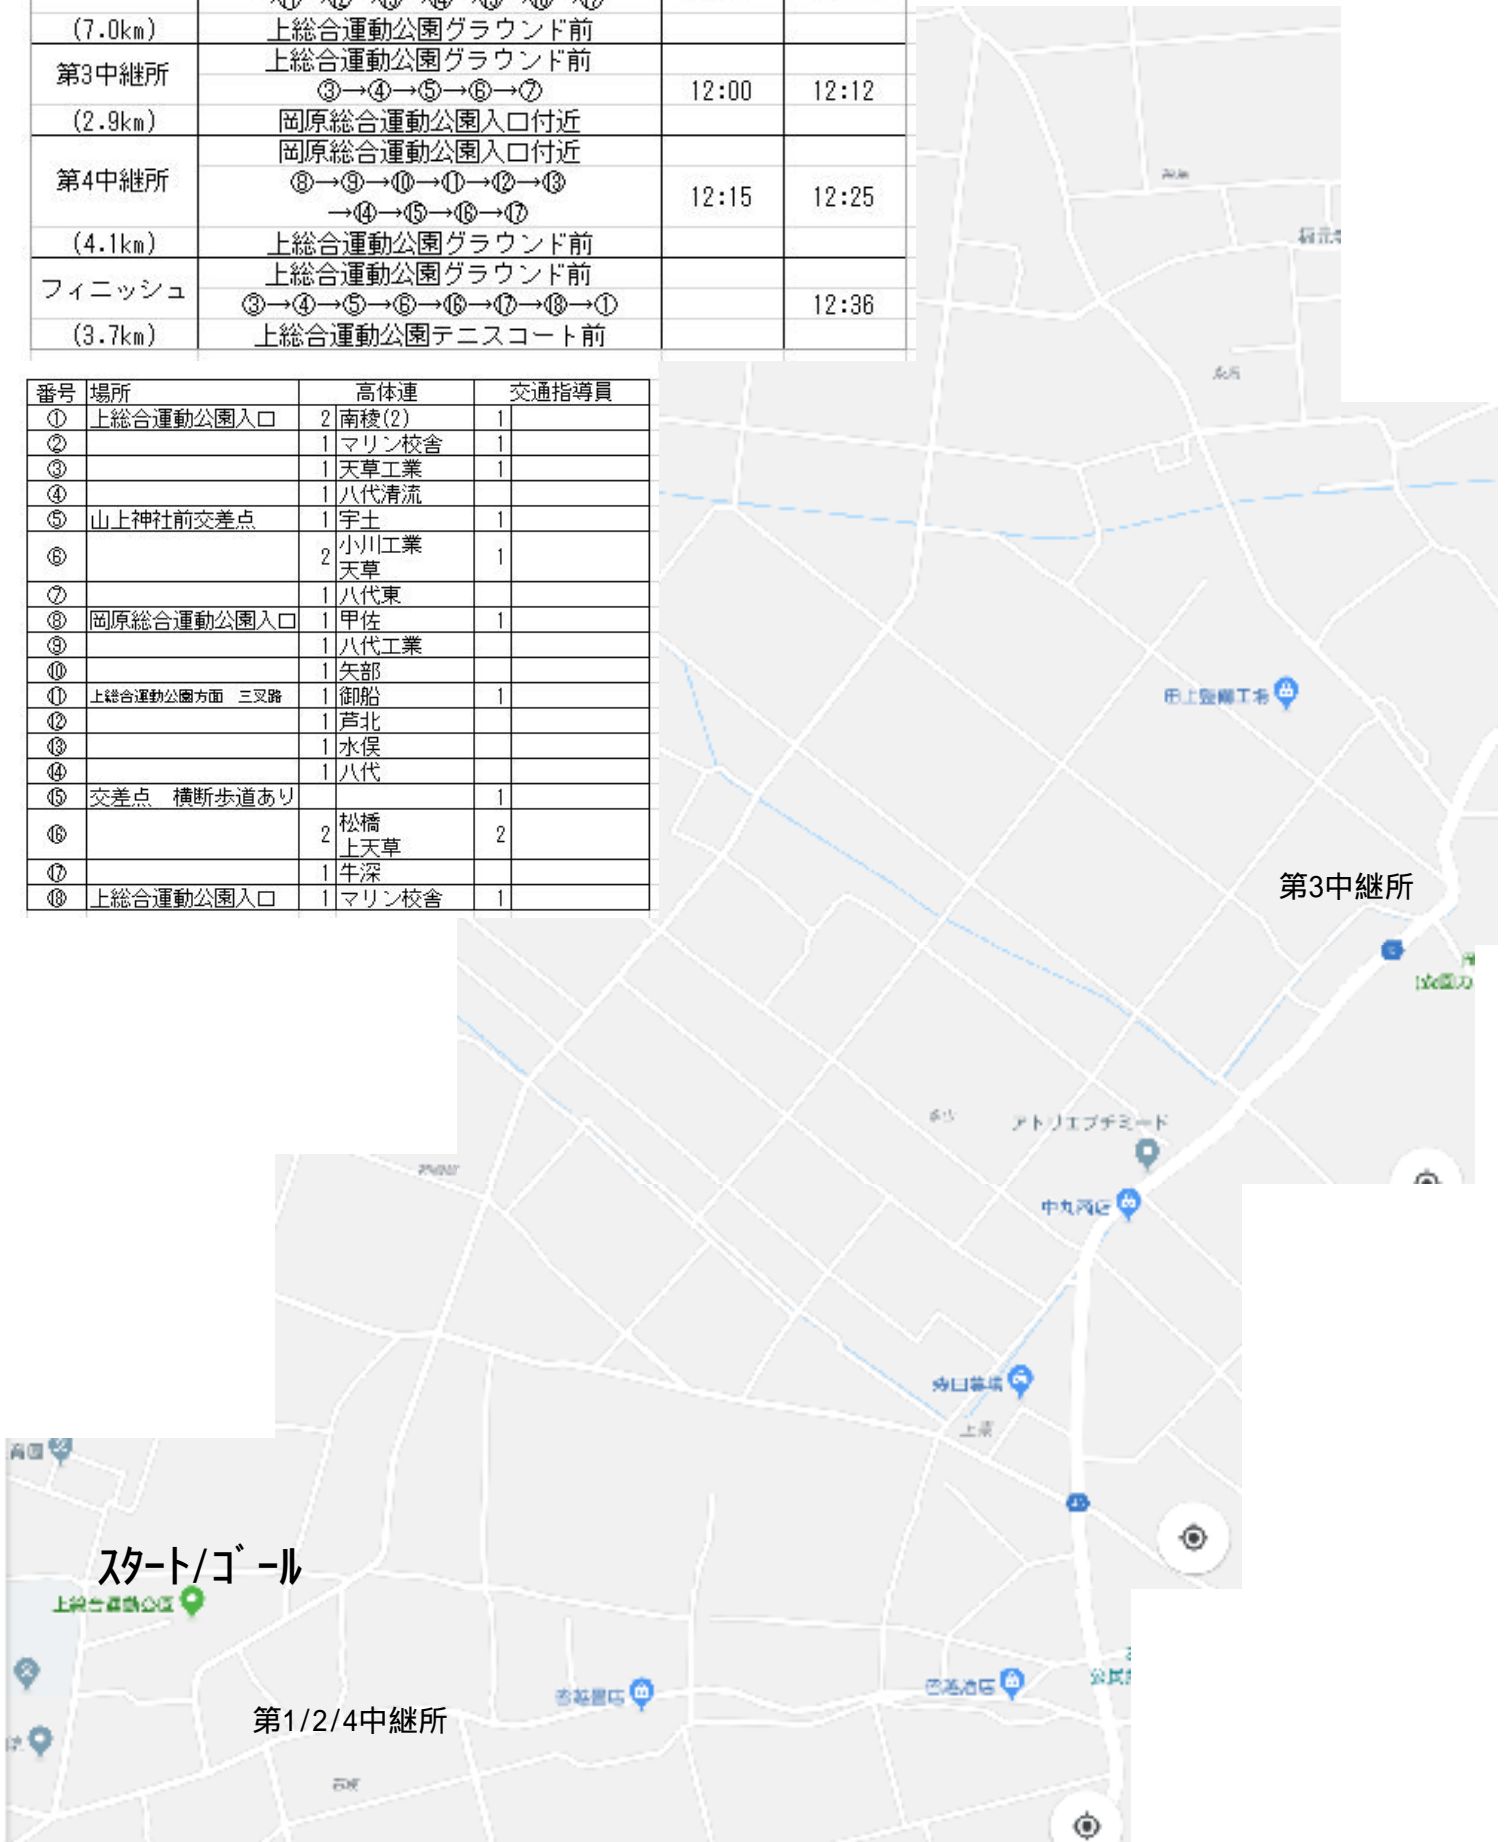 (7.0km) 上総合運動公園グラウンド前
第3中継所 上総合運動公園グラウンド前
③→④→⑤→⑥→⑦ 12:00 12:12
(2.9km) 岡原総合運動公園入口付近
第4中継所 岡原総合運動公園入口付近
⑧→⑨→⑩→⑪→⑫→⑬
→⑭→⑮→⑯→⑰ 12:15 12:25
(4.1km) 上総合運動公園グラウンド前
フィニッシュ 上総合運動公園グラウンド前
③→④→⑤→⑥→⑯→⑰→⑱→① 12:36
(3.7km) 上総合運動公園テニスコート前
番号 場所 高体連 交通指導員
① 上総合運動公園入口 2 南稜(2) 1
② 1 マリン校舎 1
③ 1 天草工業 1
④ 1 八代清流
⑤ 山上神社前交差点 1 宇土 1
⑥ 2 小川工業 1
天草
⑦ 1 八代東
⑧ 岡原総合運動公園入口 1 甲佐 1
⑨ 1 八代工業
⑩ 1 矢部
⑪ 上総合運動公園方面 三叉路 1 御船 1
⑫ 1 芦北
⑬ 1 水俣
⑭ 1 八代
⑮ 交差点 横断歩道あり 1
⑯ 2 松橋 2
上天草
⑰ 1 牛深
⑱ 上総合運動公園入口 1 マリン校舎 1
田上整備工場
第3中継所
アトリエプチミード
中丸商店
スタート/ゴール
上総合運動公園
第1/2/4中継所